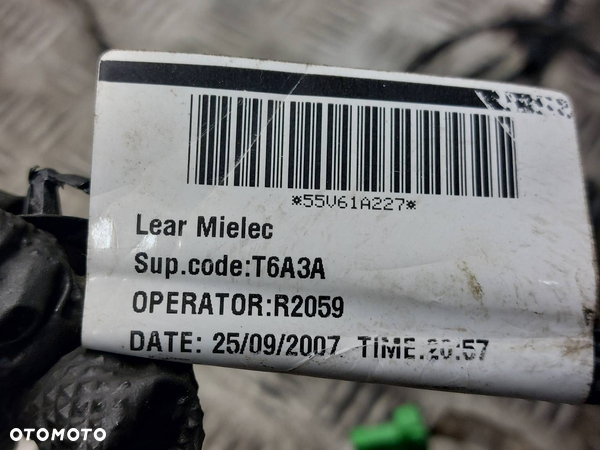 *55V61A227*
Lear Mielec
Sup.code:T6A3A
OPERATOR:R2059
DATE: 25/09/2007 TIME:20:57
OTOMOTO